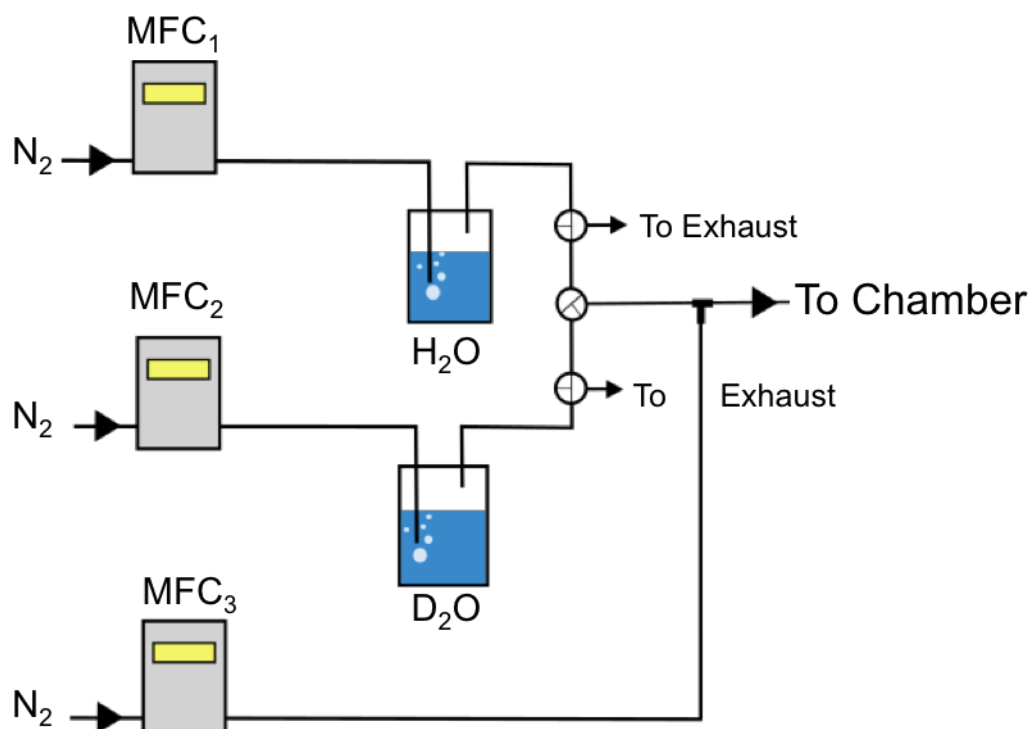 MFC₁
N₂
To Exhaust
MFC₂
To Chamber
H₂O
To Exhaust
N₂
MFC₃
D₂O
N₂